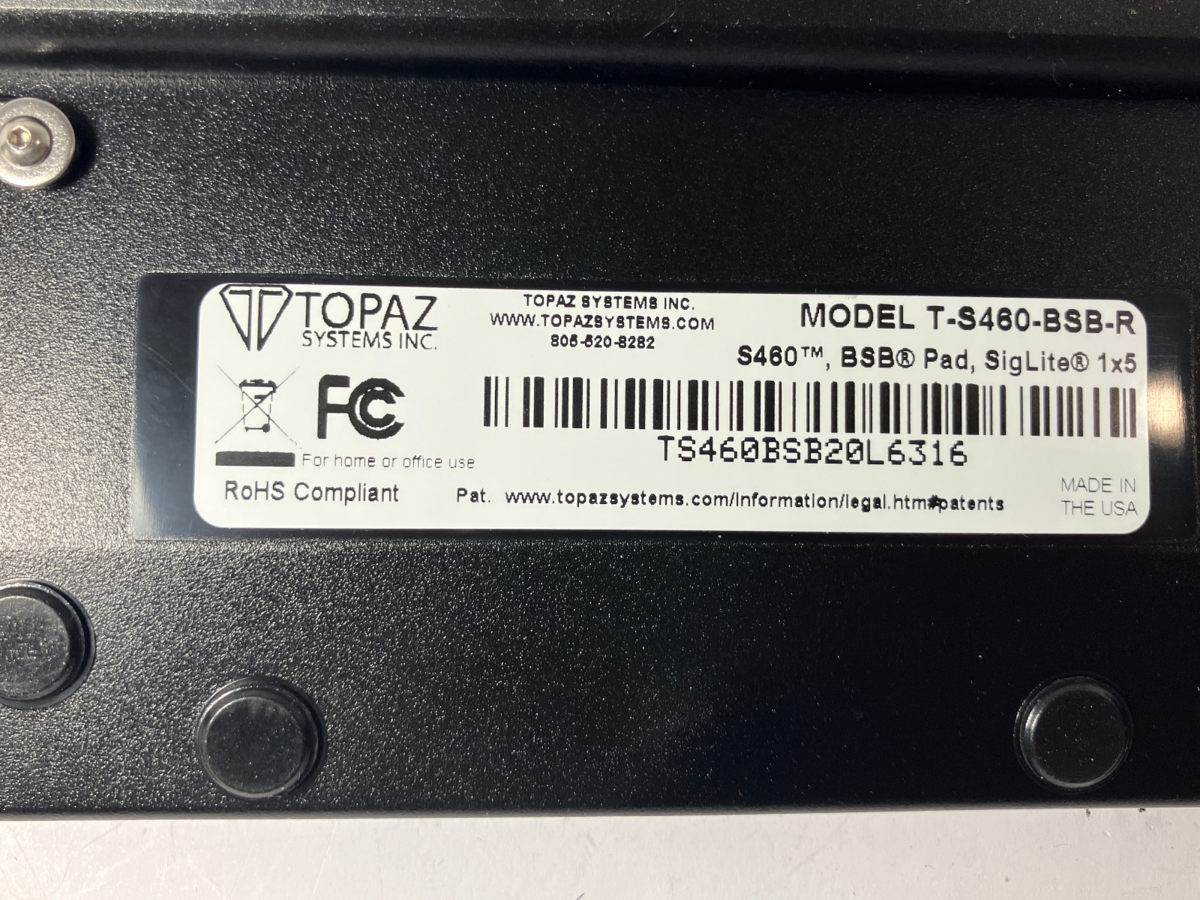 TOPAZ
SYSTEMS INC.
TOPAZ SYSTEMS INC.
WWW.TOPAZSYSTEMS.COM
805-520-8282
MODEL T-S460-BSB-R
S460™, BSB® Pad, SigLite® 1x5
FC
TS460BSB20L6316
For home or office use
RoHS Compliant
Pat. www.topazsystems.com/information/legal.htm#patents
MADE IN
THE USA